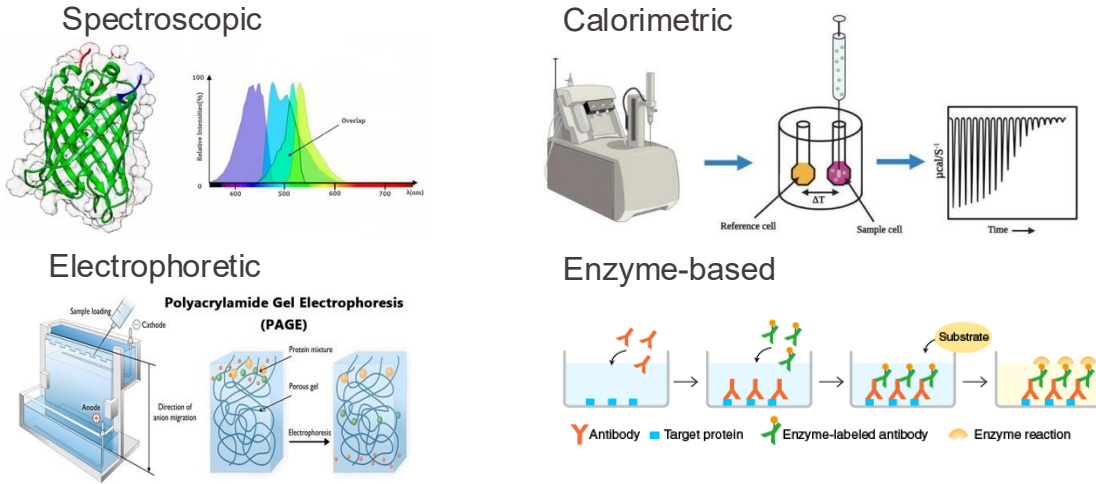 Spectroscopic
100
Relative Intensities(%)
0
Overlap
400
500
600
700
λ(nm)
Calorimetric
Reference cell
ΔT
Sample cell
µcal/S⁻¹
Time
Electrophoretic
Sample loading
Cathode
Anode
Direction of
anion migration
Polyacrylamide Gel Electrophoresis
(PAGE)
Protein mixture
Porous gel
Electrophoresis
Enzyme-based
Substrate
Antibody
Target protein
Enzyme-labeled antibody
Enzyme reaction